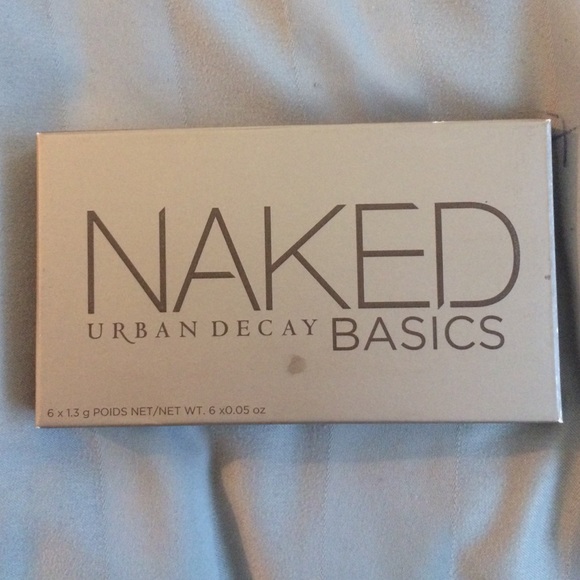 NAKED
URBAN DECAY BASICS
6 x 1.3 g POIDS NET/NET WT. 6 x0.05 oz